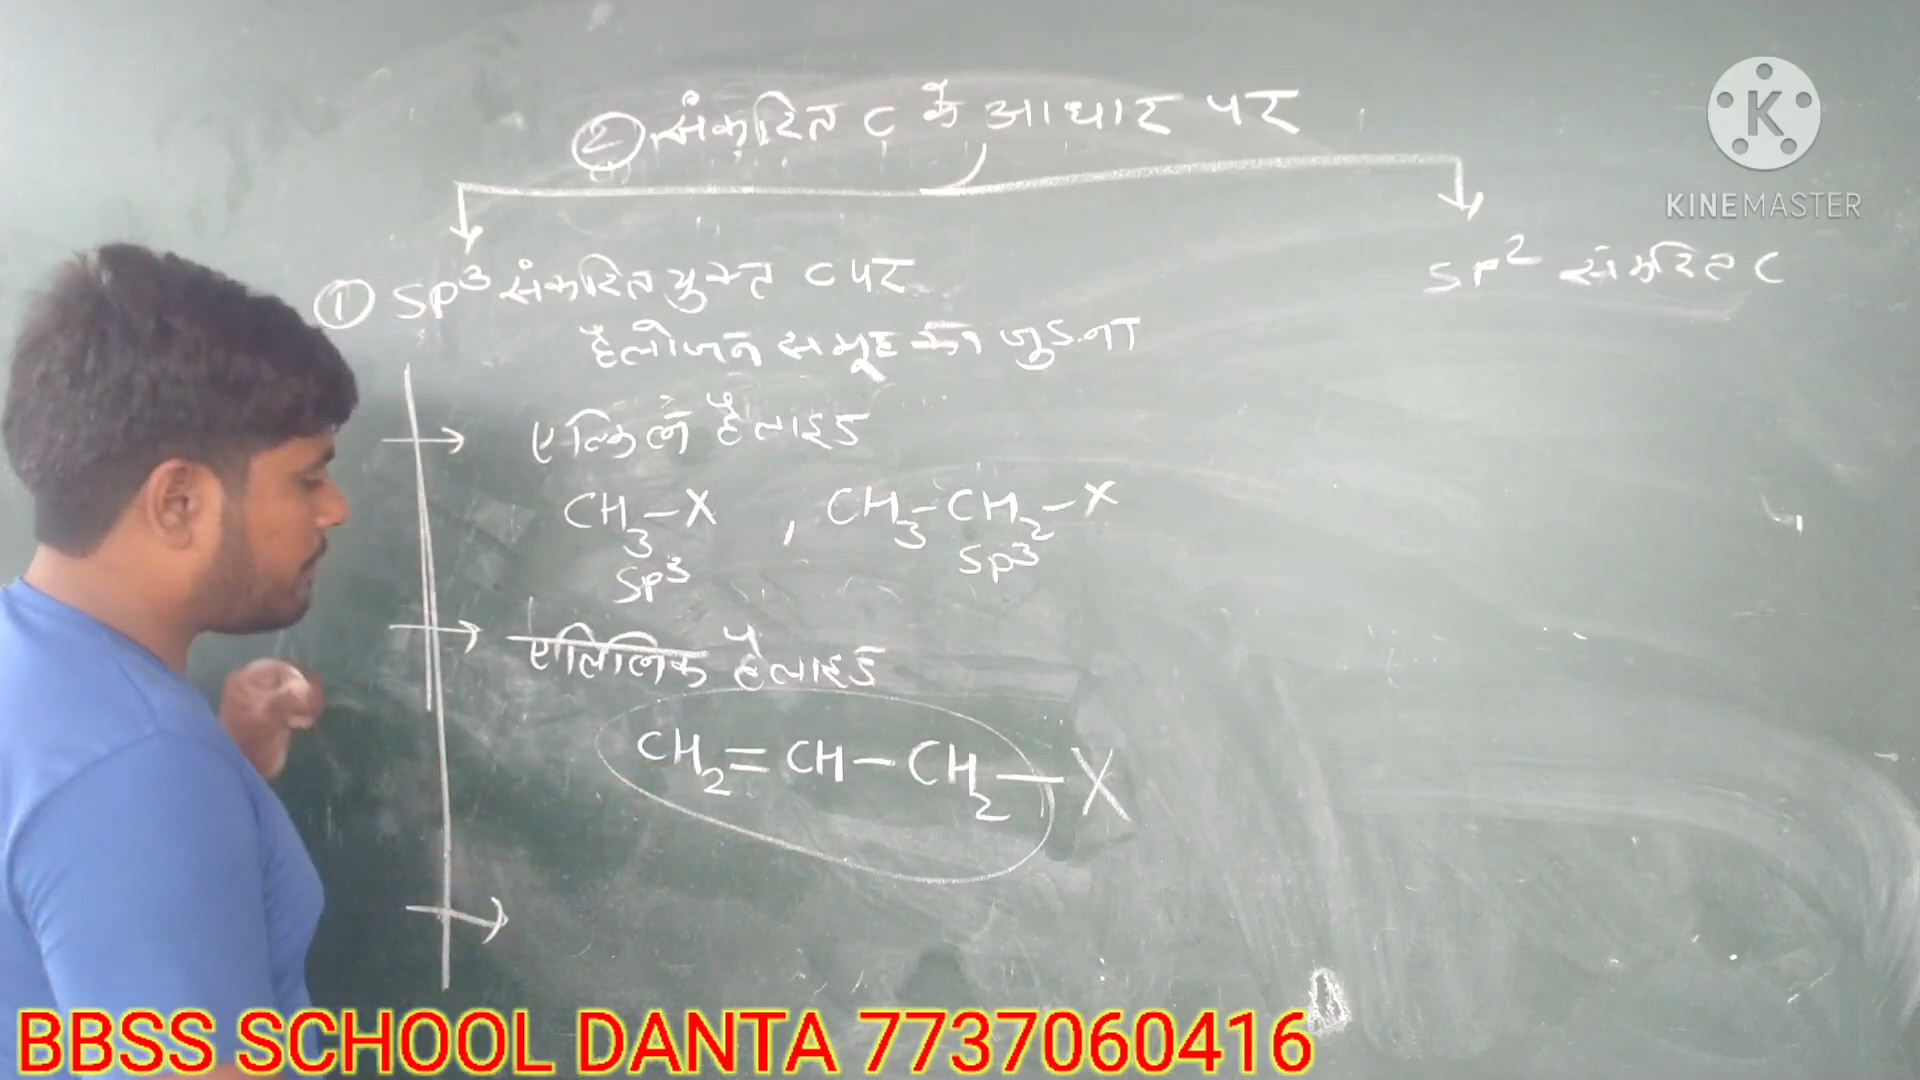 ② संकरित C के आधार पर
① SP³ संकरित युक्त C पर
हैलोजन समूह का जुड़ना
SP² संकरित C
एल्किल हैलाइड
CH₃-X , CH₃-CH₂-X
SP³ SP³
एलिलिक हैलाइड
CH₂=CH-CH₂-X
K
KINEMASTER
BBSS SCHOOL DANTA 7737060416